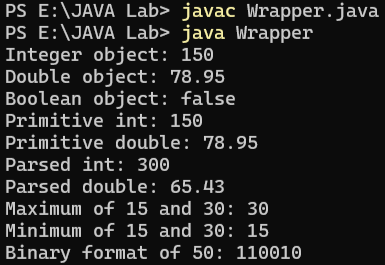 PS E:\JAVA Lab> javac Wrapper.java
PS E:\JAVA Lab> java Wrapper
Integer object: 150
Double object: 78.95
Boolean object: false
Primitive int: 150
Primitive double: 78.95
Parsed int: 300
Parsed double: 65.43
Maximum of 15 and 30: 30
Minimum of 15 and 30: 15
Binary format of 50: 110010